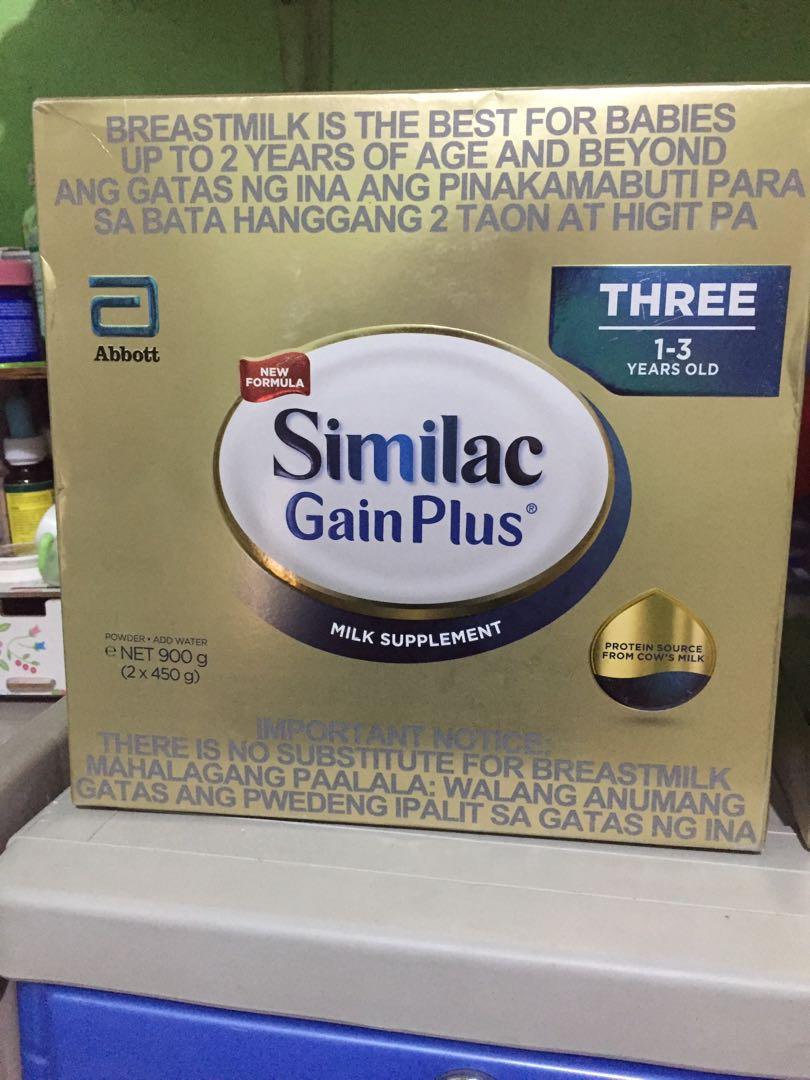 BREASTMILK IS THE BEST FOR BABIES
UP TO 2 YEARS OF AGE AND BEYOND
ANG GATAS NG INA ANG PINAKAMABUTI PARA
SA BATA HANGGANG 2 TAON AT HIGIT PA
Abbott
THREE
1-3
YEARS OLD
NEW
FORMULA
Similac
Gain Plus®
MILK SUPPLEMENT
POWDER • ADD WATER
℮ NET 900 g
(2 x 450 g)
PROTEIN SOURCE
FROM COW'S MILK
IMPORTANT NOTICE:
THERE IS NO SUBSTITUTE FOR BREASTMILK
MAHALAGANG PAALALA: WALANG ANUMANG
GATAS ANG PWEDENG IPALIT SA GATAS NG INA